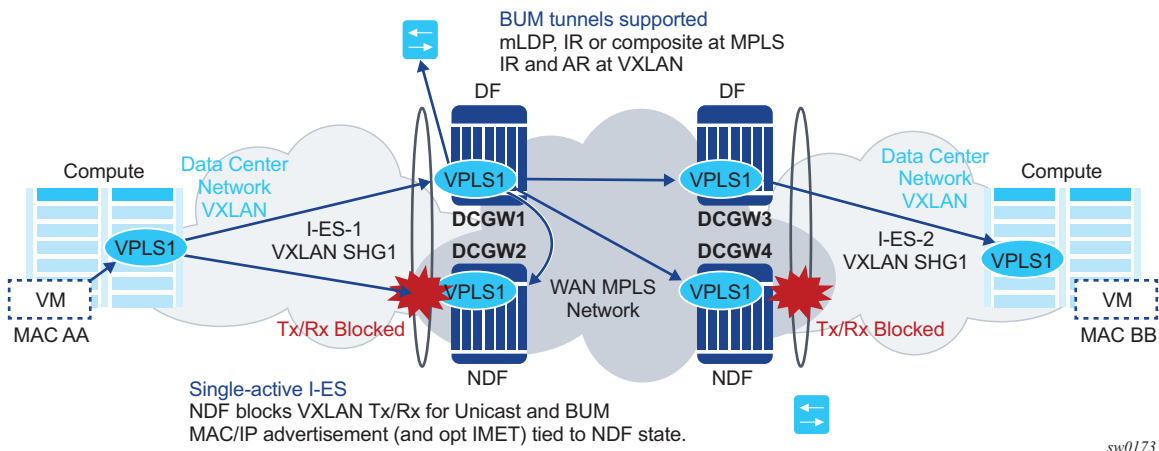 BUM tunnels supported
mLDP, IR or composite at MPLS
IR and AR at VXLAN
DF
DF
Compute
Data Center
Network
VXLAN
VPLS1
VPLS1
Data Center
Network
VXLAN
Compute
DCGW1
DCGW3
VPLS1
I-ES-1
VXLAN SHG1
DCGW2
DCGW4
I-ES-2
VXLAN SHG1
VPLS1
VM
MAC AA
VPLS1
WAN MPLS
Network
VPLS1
VM
MAC BB
Tx/Rx Blocked
Tx/Rx Blocked
NDF
NDF
Single-active I-ES
NDF blocks VXLAN Tx/Rx for Unicast and BUM
MAC/IP advertisement (and opt IMET) tied to NDF state.
sw0173